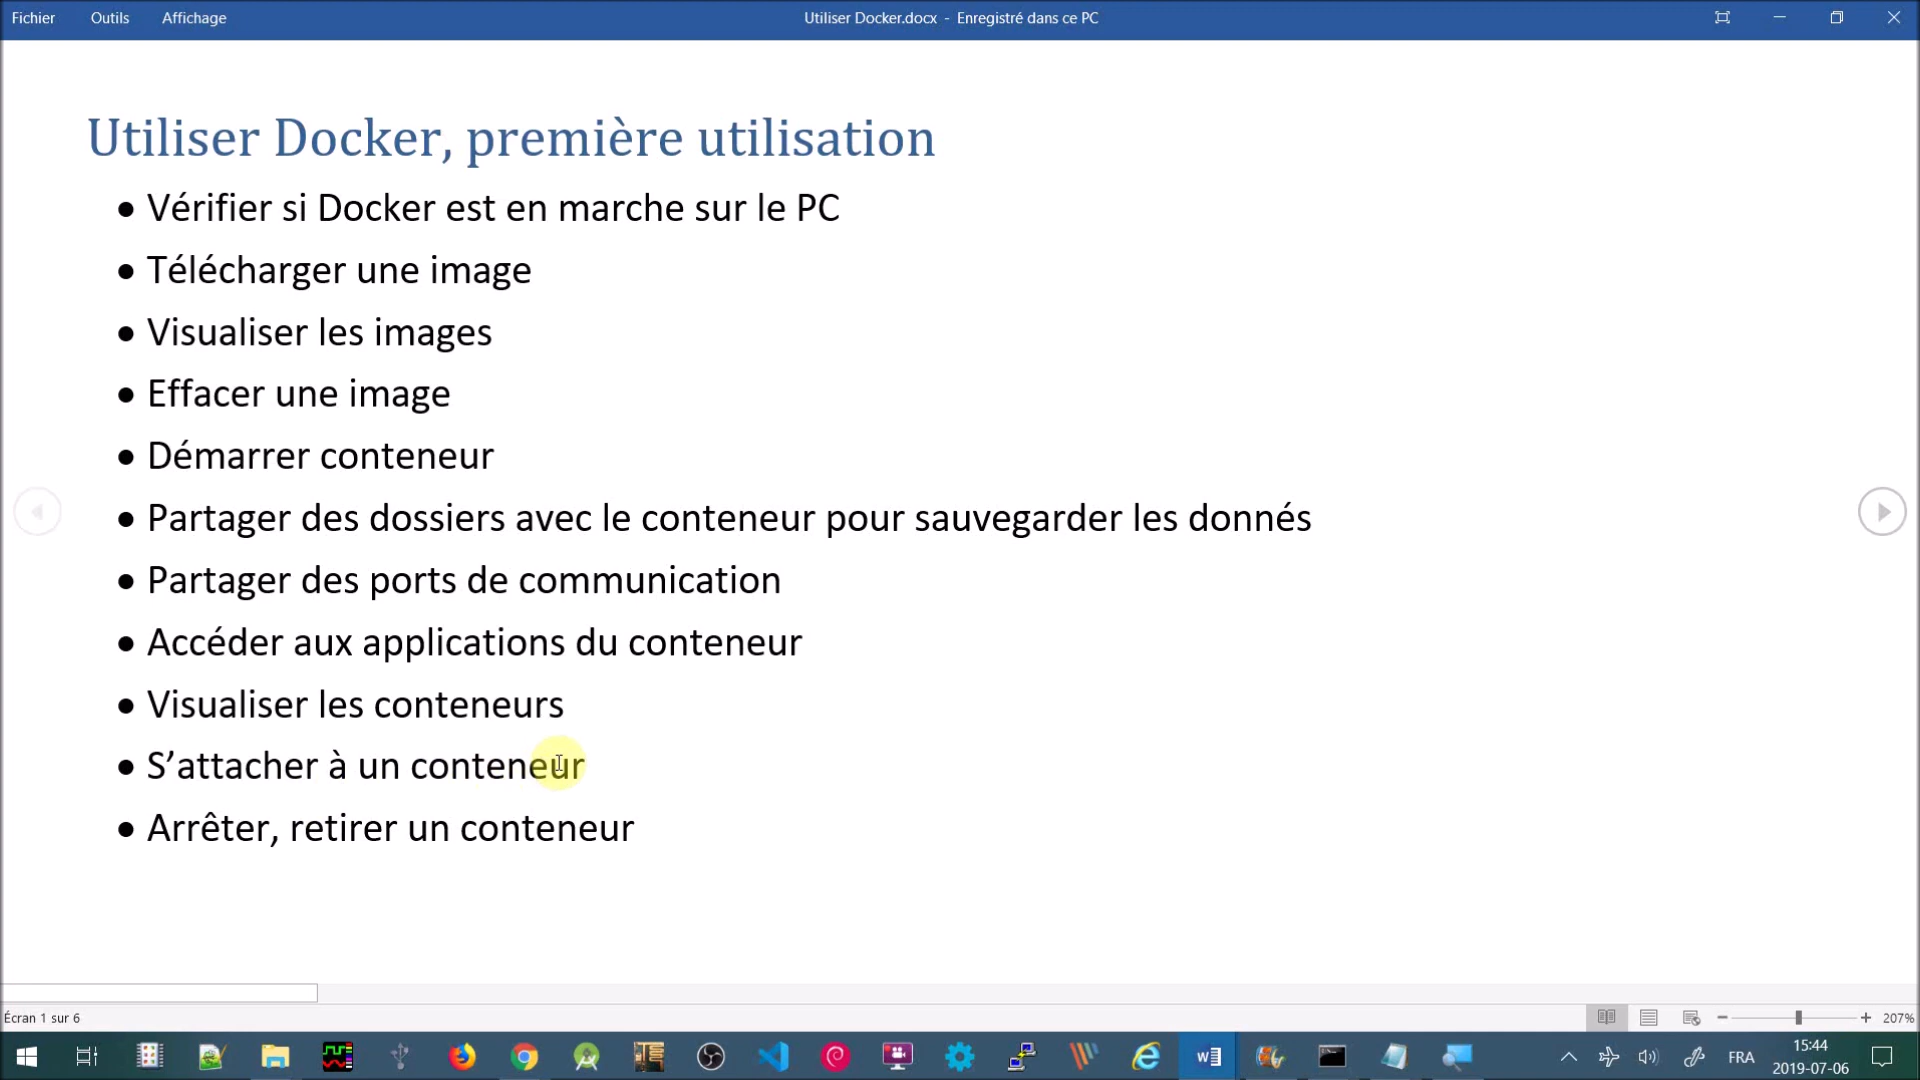 Fichier Outils Affichage Utiliser Docker.docx - Enregistré dans ce PC
Utiliser Docker, première utilisation
• Vérifier si Docker est en marche sur le PC
• Télécharger une image
• Visualiser les images
• Effacer une image
• Démarrer conteneur
• Partager des dossiers avec le conteneur pour sauvegarder les donnés
• Partager des ports de communication
• Accéder aux applications du conteneur
• Visualiser les conteneurs
• S’attacher à un conteneur
• Arrêter, retirer un conteneur
Écran 1 sur 6 207%
FRA 15:44
2019-07-06